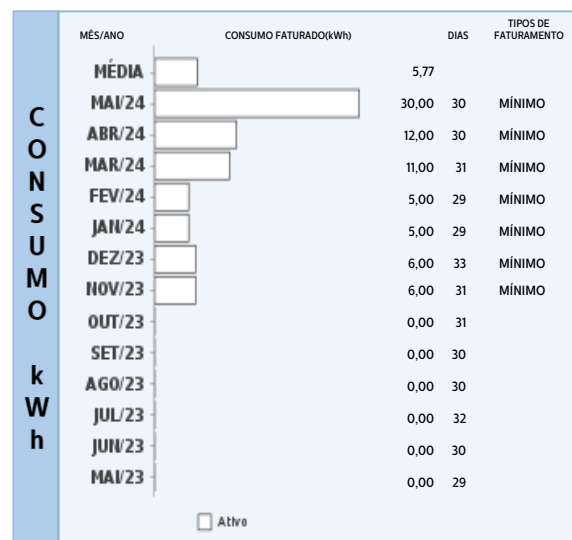 MÊS/ANO CONSUMO FATURADO(kWh) DIAS TIPOS DE FATURAMENTO
MÉDIA 5,77
MAI/24 30,00 30 MÍNIMO
ABR/24 12,00 30 MÍNIMO
MAR/24 11,00 31 MÍNIMO
FEV/24 5,00 29 MÍNIMO
JAN/24 5,00 29 MÍNIMO
DEZ/23 6,00 33 MÍNIMO
NOV/23 6,00 31 MÍNIMO
OUT/23 0,00 31
SET/23 0,00 30
AGO/23 0,00 30
JUL/23 0,00 32
JUN/23 0,00 30
MAI/23 0,00 29
Ativo
CONSUMO kWh